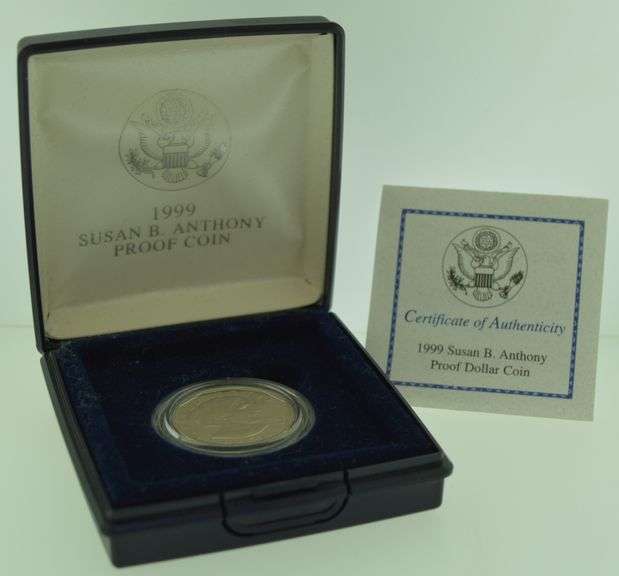 1999
SUSAN B. ANTHONY
PROOF COIN
Certificate of Authenticity
1999 Susan B. Anthony
Proof Dollar Coin